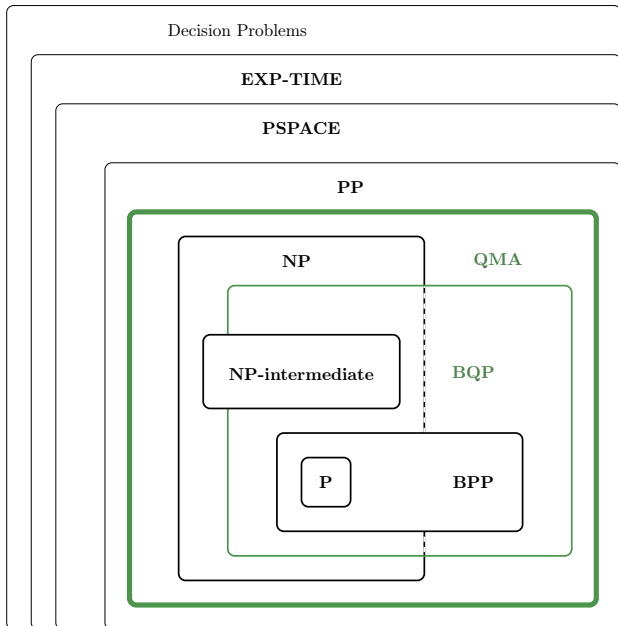 Decision Problems
EXP-TIME
PSPACE
PP
NP
QMA
NP-intermediate
BQP
P
BPP